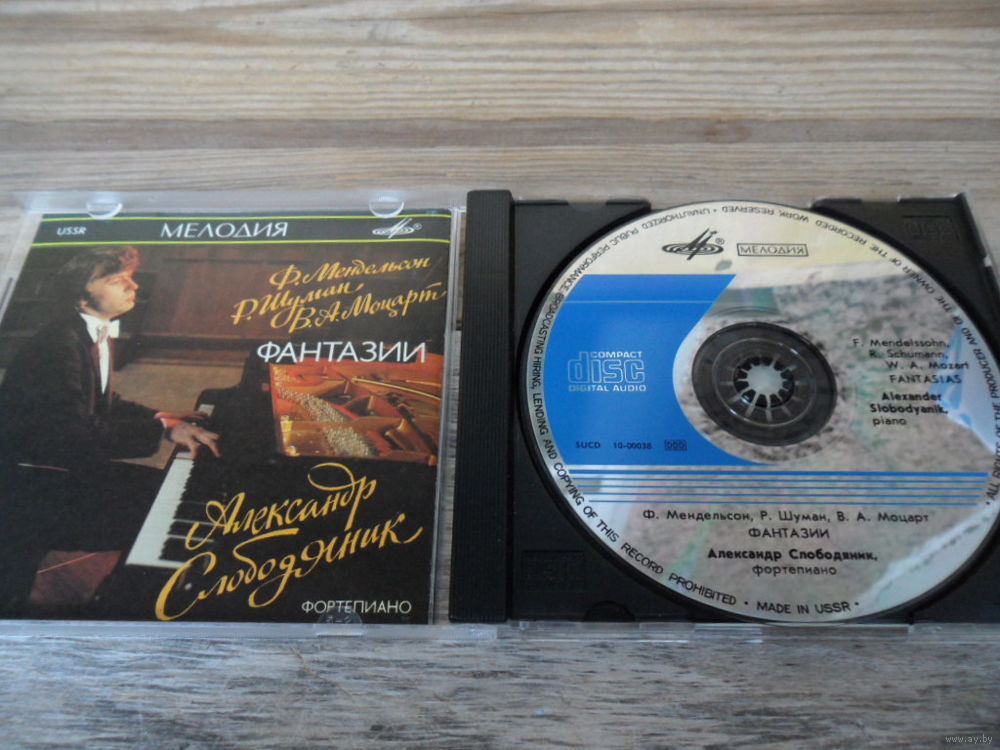 USSR
МЕЛОДИЯ
Ф. Мендельсон
Р. Шуман
В. А. Моцарт
ФАНТАЗИИ
Александр
Слободяник
ФОРТЕПИАНО
МЕЛОДИЯ
COMPACT
disc
DIGITAL AUDIO
F. Mendelssohn,
R. Schumann,
W. A. Mozart
FANTASIAS
Alexander
Slobodyanik,
piano
SUCD 10-00038 DDD
Ф. Мендельсон, Р. Шуман, В. А. Моцарт
ФАНТАЗИИ
Александр Слободяник,
фортепиано
• ALL RIGHTS OF THE PRODUCER AND OF THE OWNER OF THE RECORDED WORK RESERVED • UNAUTHORIZED PUBLIC PERFORMANCE BROADCASTING HIRING, LENDING AND COPYING OF THIS RECORD PROHIBITED • MADE IN USSR •
www.ay.by